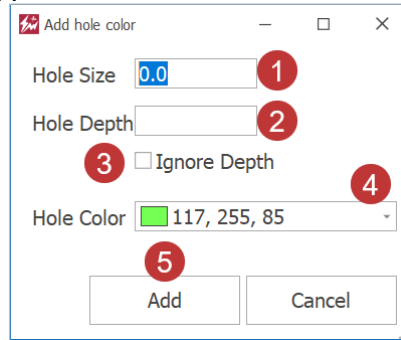 Add hole color
Hole Size 0.0 1
Hole Depth 2
3 Ignore Depth
4
Hole Color 117, 255, 85
5
Add Cancel